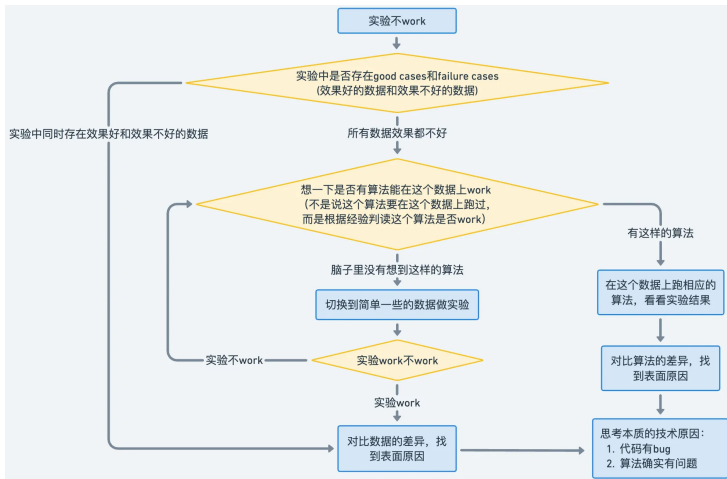 实验不work
实验中是否存在good cases和failure cases
(效果好的数据和效果不好的数据)
实验中同时存在效果好和效果不好的数据
所有数据效果都不好
想一下是否有算法能在这个数据上work
（不是说这个算法要在这个数据上跑过，
而是根据经验判读这个算法是否work）
有这样的算法
脑子里没有想到这样的算法
在这个数据上跑相应的
算法，看看实验结果
切换到简单一些的数据做实验
实验不work
实验work不work
对比算法的差异，找
到表面原因
实验work
对比数据的差异，找
到表面原因
思考本质的技术原因：
1. 代码有bug
2. 算法确实有问题